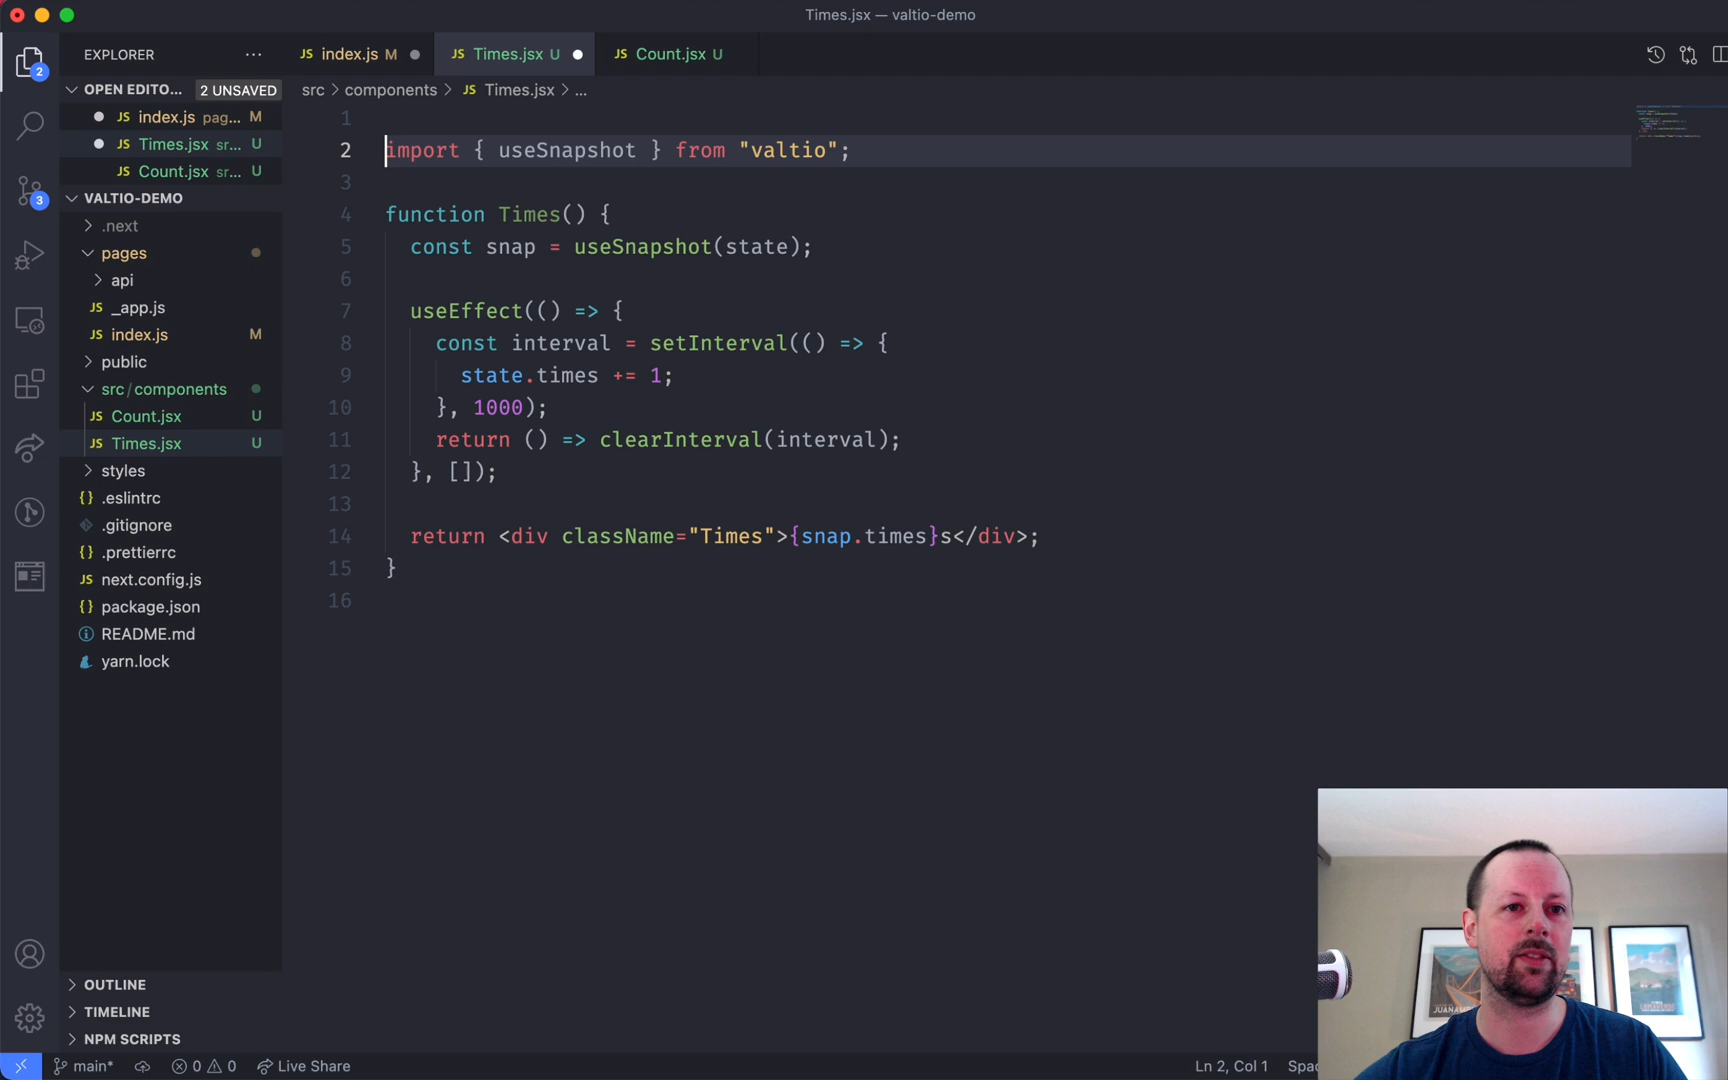 Times.jsx — valtio-demo
EXPLORER
JS index.js M
JS Times.jsx U
JS Count.jsx U
OPEN EDITO... 2 UNSAVED
src > components > JS Times.jsx > ...
JS index.js pag... M
JS Times.jsx sr... U
JS Count.jsx sr... U
VALTIO-DEMO
.next
pages
api
JS _app.js
JS index.js M
public
src/components
JS Count.jsx U
JS Times.jsx U
styles
{} .eslintrc
.gitignore
{} .prettierrc
JS next.config.js
{} package.json
README.md
yarn.lock
OUTLINE
TIMELINE
NPM SCRIPTS
2
3
1
2 import { useSnapshot } from "valtio";
3
4 function Times() {
5 const snap = useSnapshot(state);
6
7 useEffect(() => {
8 const interval = setInterval(() => {
9 state.times += 1;
10 }, 1000);
11 return () => clearInterval(interval);
12 }, []);
13
14 return <div className="Times">{snap.times}s</div>;
15 }
16
main* 0 0 Live Share
Ln 2, Col 1 Spac